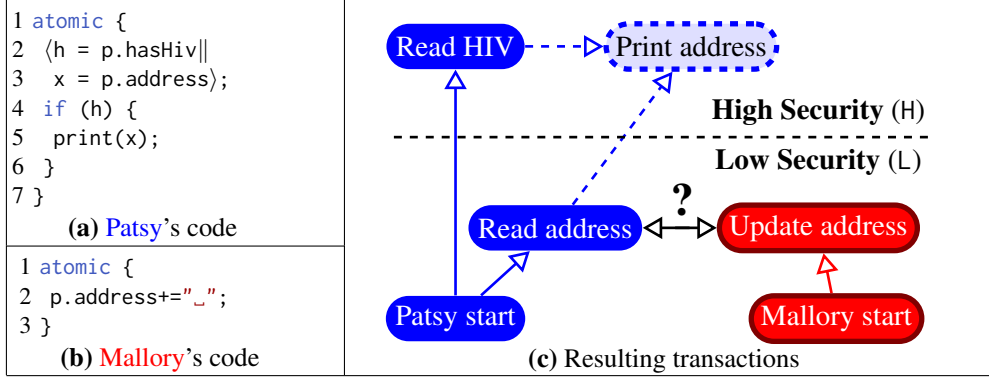 1 atomic {
2 ⟨h = p.hasHiv‖
3 x = p.address⟩;
4 if (h) {
5 print(x);
6 }
7 }
(a) Patsy's code
1 atomic {
2 p.address+="␣";
3 }
(b) Mallory's code
Read HIV
Print address
High Security (H)
Low Security (L)
?
Read address
Update address
Patsy start
Mallory start
(c) Resulting transactions